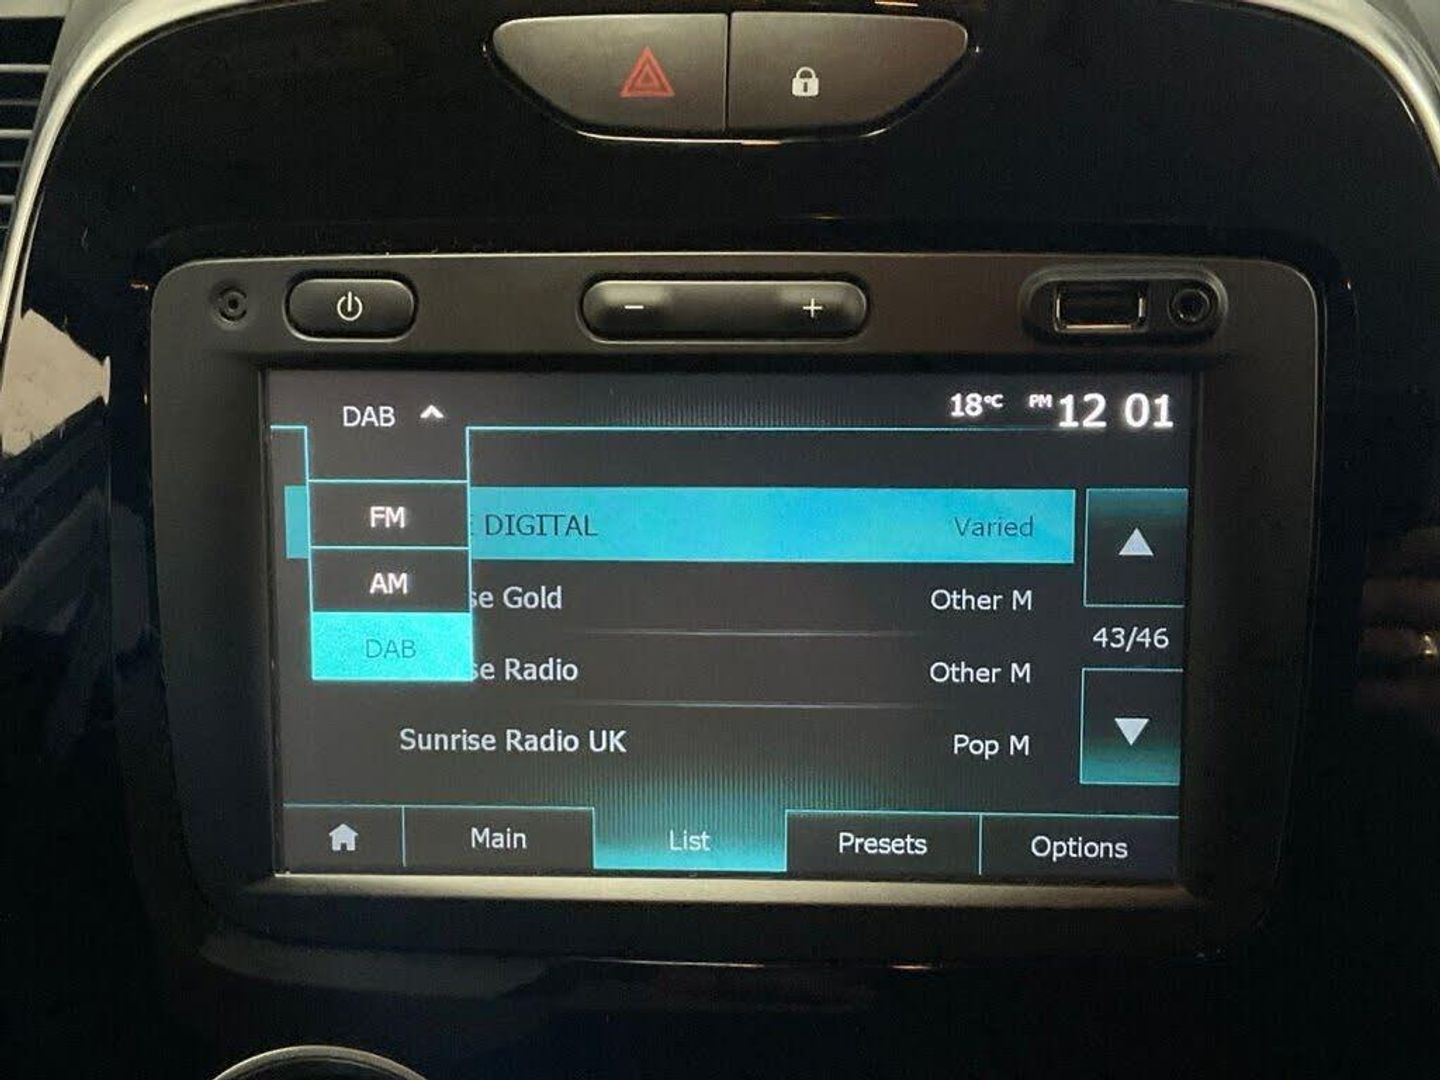 DAB 18°C PM 12 01
FM
DIGITAL Varied
AM
se Gold Other M
43/46
DAB
se Radio Other M
Sunrise Radio UK Pop M
Main List Presets Options